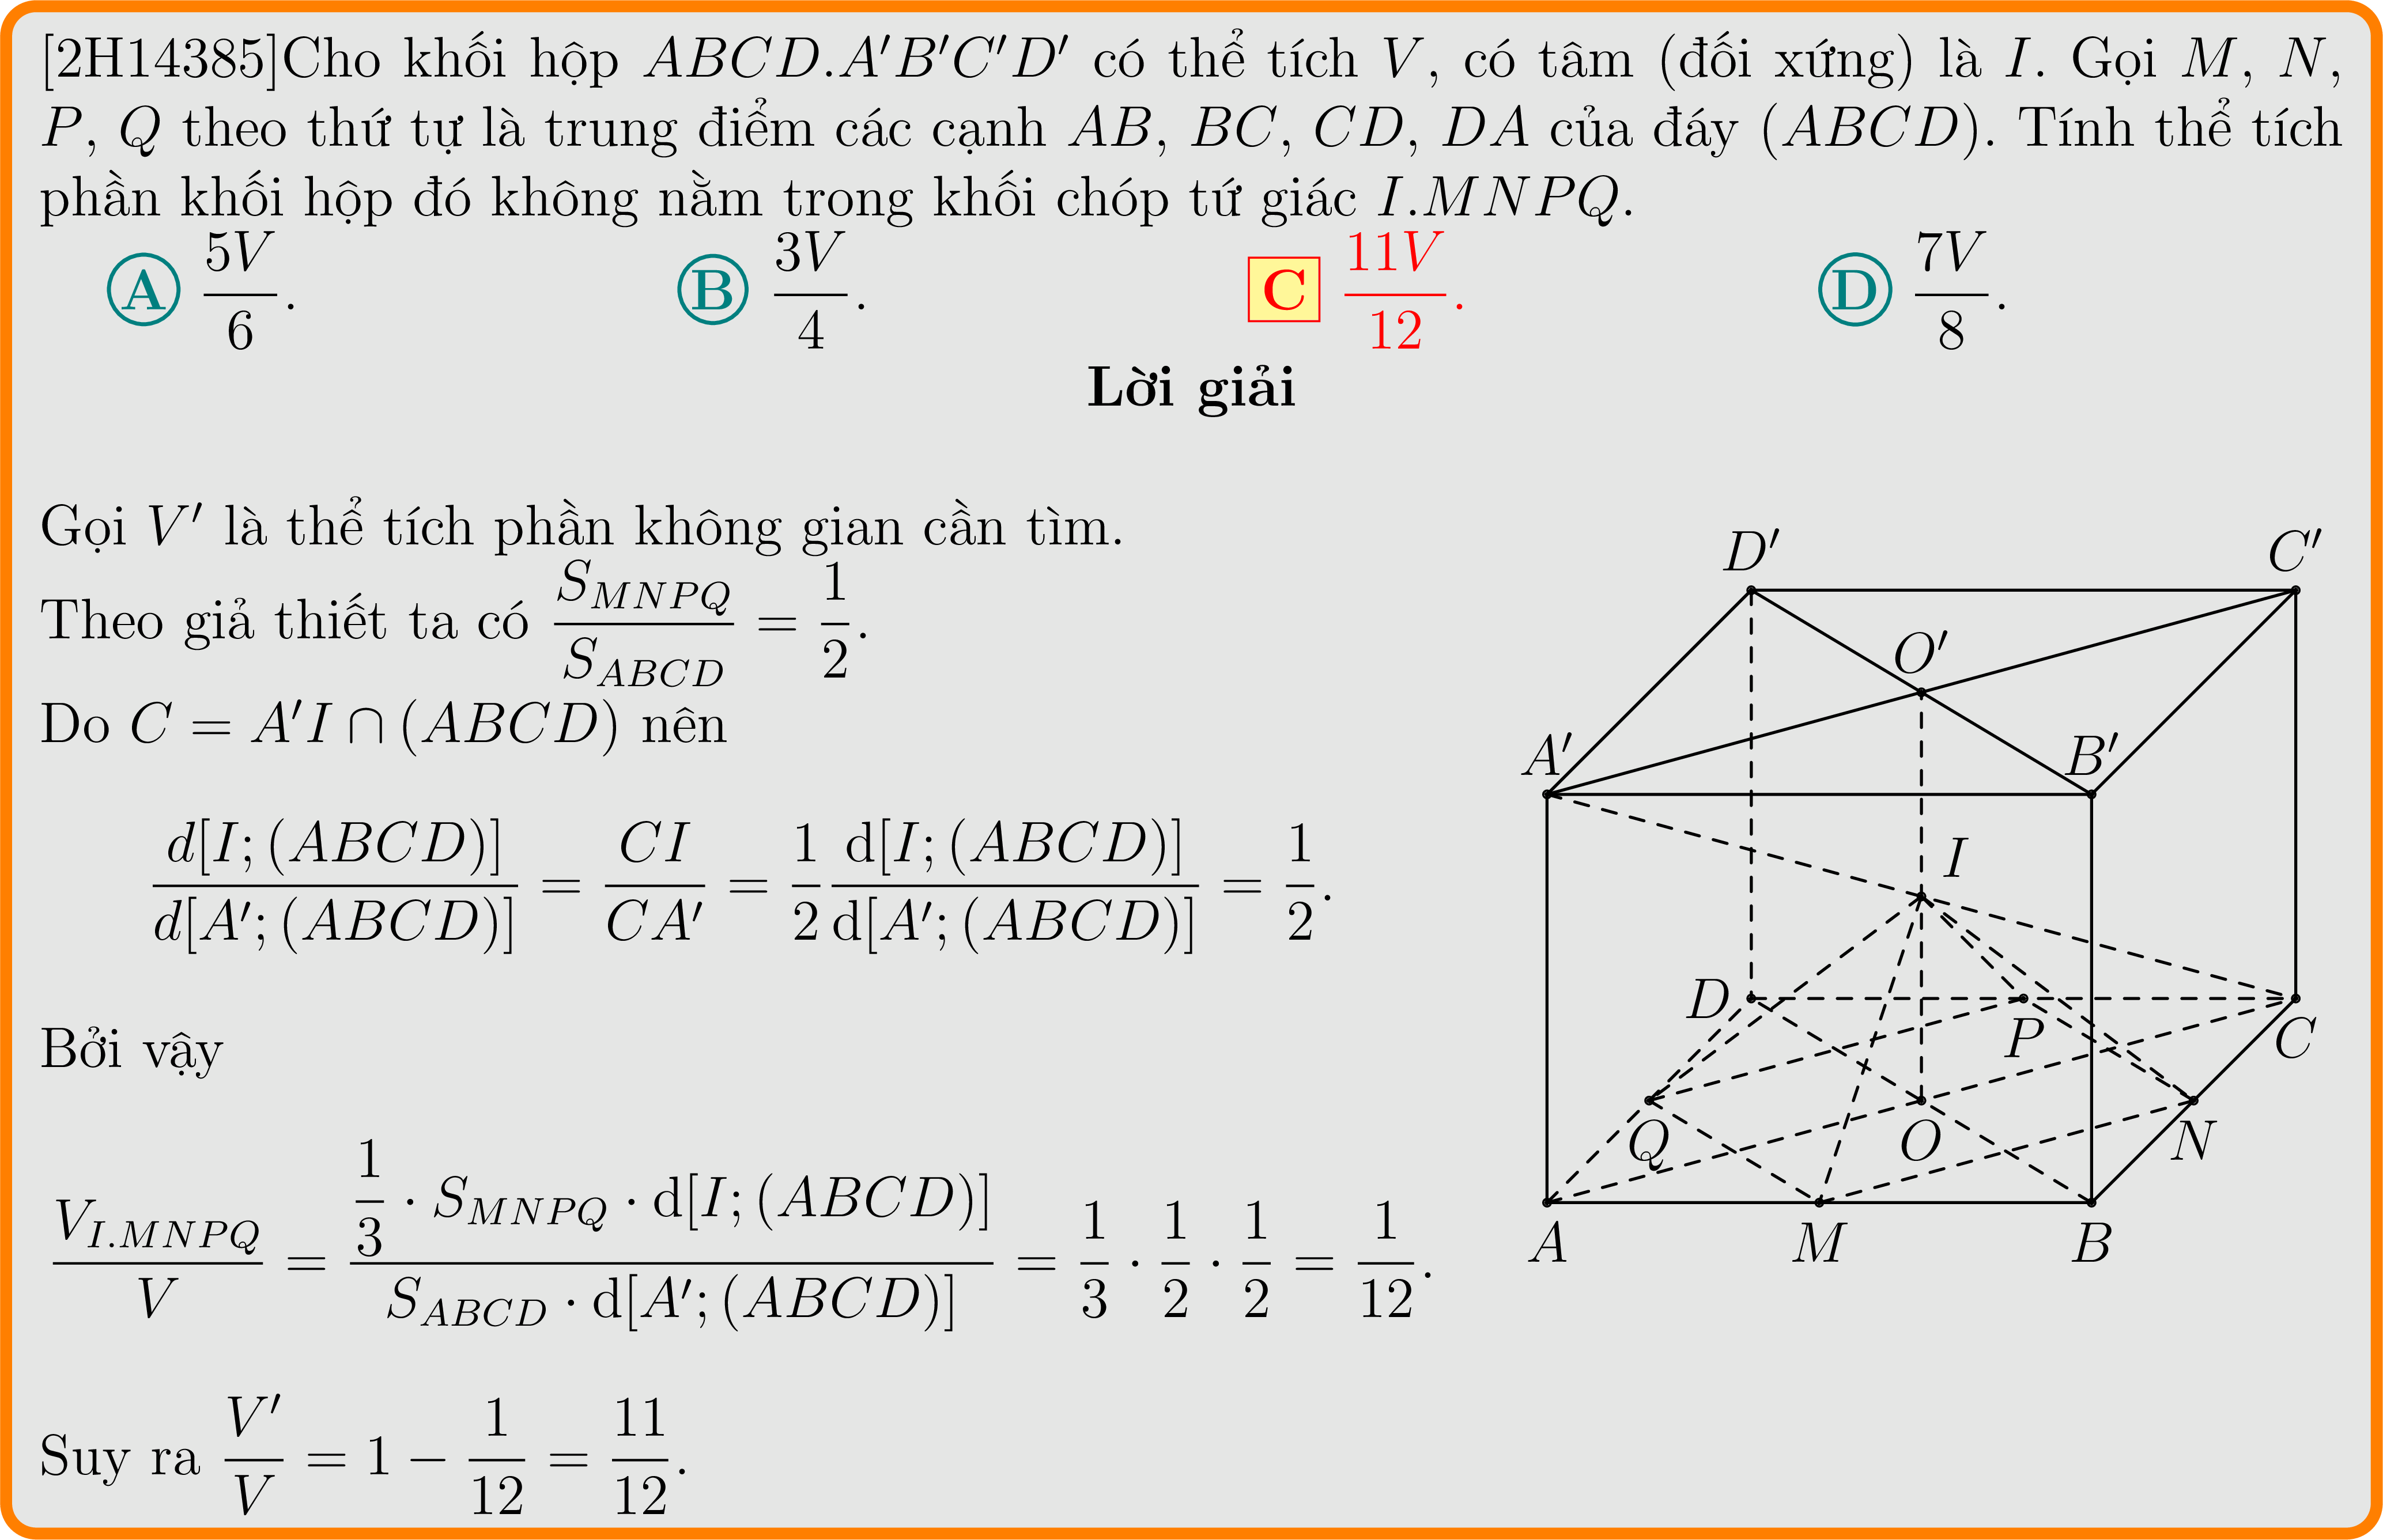 [2H14385]Cho khối hộp ABCD.A′B′C′D′ có thể tích V, có tâm (đối xứng) là I. Gọi M, N,
P, Q theo thứ tự là trung điểm các cạnh AB, BC, CD, DA của đáy (ABCD). Tính thể tích
phần khối hộp đó không nằm trong khối chóp tứ giác I.MNPQ.
A \frac{5V}{6}. B \frac{3V}{4}. C \frac{11V}{12}. D \frac{7V}{8}.
Lời giải
Gọi V′ là thể tích phần không gian cần tìm.
Theo giả thiết ta có \frac{S_{MNPQ}}{S_{ABCD}} = \frac{1}{2}.
Do C = A′I ∩ (ABCD) nên
\frac{d[I; (ABCD)]}{d[A′; (ABCD)]} = \frac{CI}{CA′} = \frac{1}{2} \frac{d[I; (ABCD)]}{d[A′; (ABCD)]} = \frac{1}{2}.
Bởi vậy
\frac{V_{I.MNPQ}}{V} = \frac{\frac{1}{3} · S_{MNPQ} · d[I; (ABCD)]}{S_{ABCD} · d[A′; (ABCD)]} = \frac{1}{3} · \frac{1}{2} · \frac{1}{2} = \frac{1}{12}.
Suy ra \frac{V′}{V} = 1 − \frac{1}{12} = \frac{11}{12}.
D′
C′
O′
A′
B′
I
D
P
C
Q
O
N
A
M
B